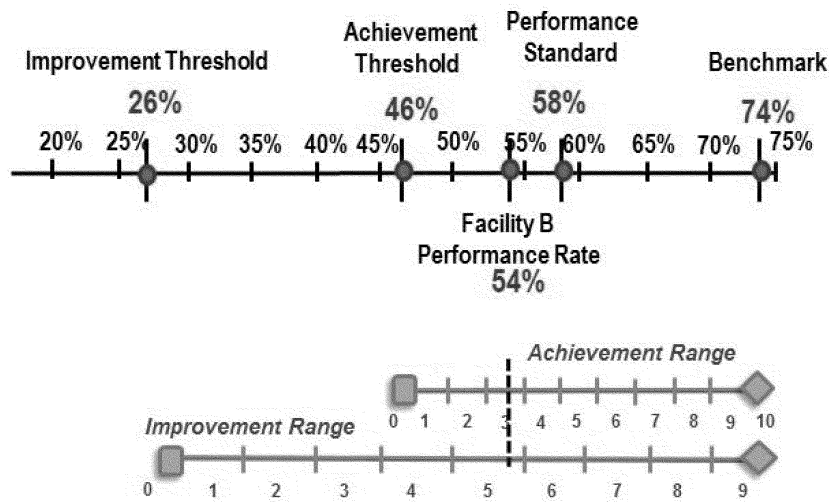 Improvement Threshold
26%
Achievement
Threshold
46%
Performance
Standard
58%
Benchmark
74%
20% 25% 30% 35% 40% 45% 50% 55% 60% 65% 70% 75%
Facility B
Performance Rate
54%
Achievement Range
0 1 2 3 4 5 6 7 8 9 10
Improvement Range
0 1 2 3 4 5 6 7 8 9